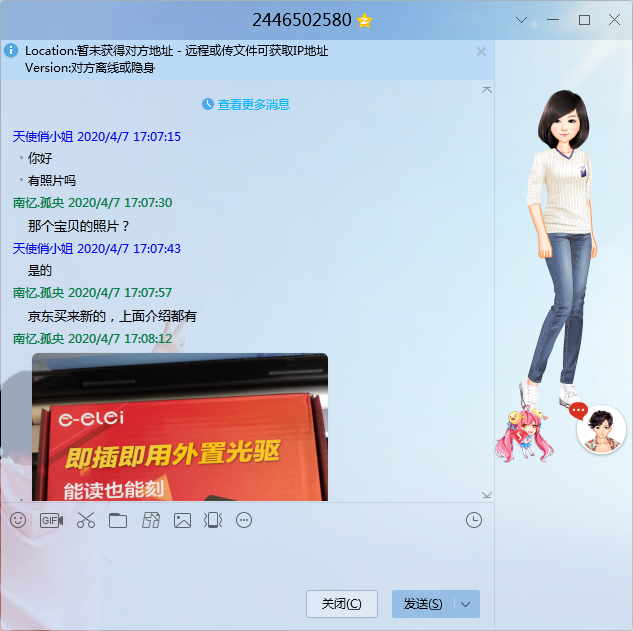 2446502580
Location:暂未获得对方地址 - 远程或传文件可获取IP地址
Version:对方离线或隐身
查看更多消息
天使俏小姐 2020/4/7 17:07:15
你好
有照片吗
南忆.孤央 2020/4/7 17:07:30
那个宝贝的照片？
天使俏小姐 2020/4/7 17:07:43
是的
南忆.孤央 2020/4/7 17:07:57
京东买来新的，上面介绍都有
南忆.孤央 2020/4/7 17:08:12
e-elei
即插即用外置光驱
能读也能刻
GIF
关闭(C)
发送(S)